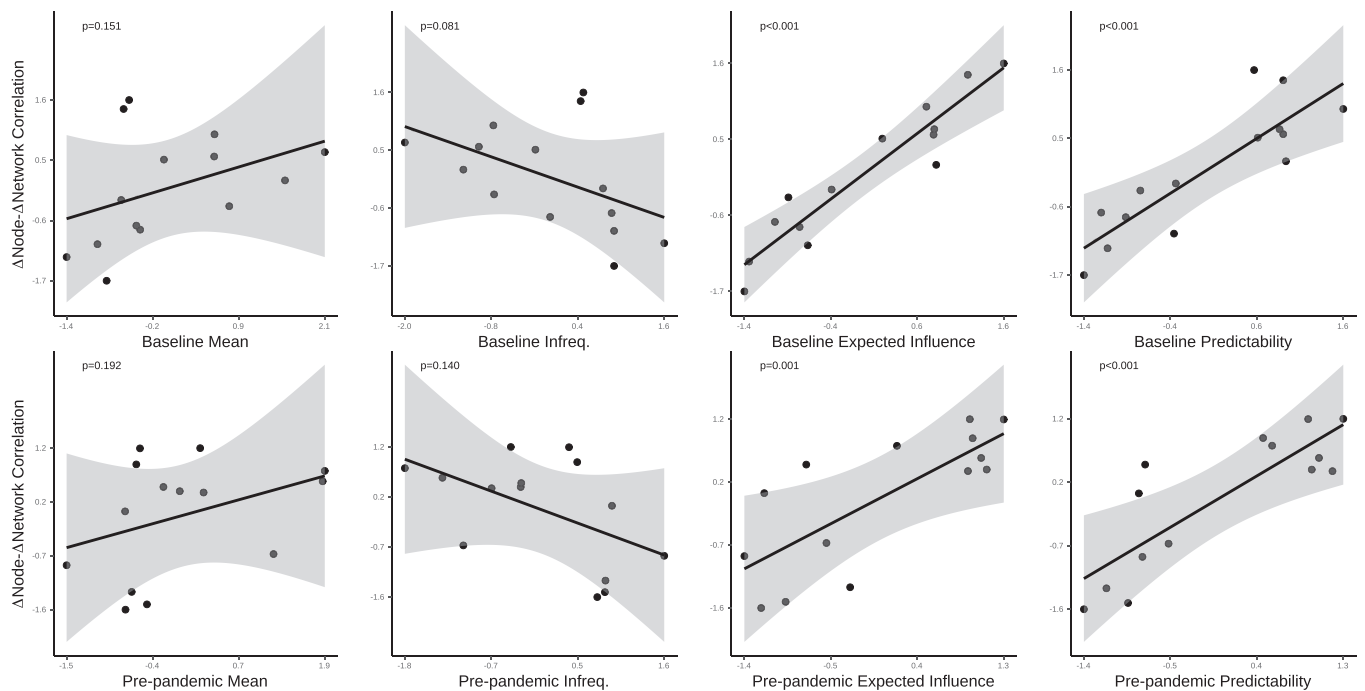 p=0.151
1.6
0.5
-0.6
-1.7
-1.4 -0.2 0.9 2.1
Baseline Mean
ΔNode-ΔNetwork Correlation
p=0.081
1.6
0.5
-0.6
-1.7
-2.0 -0.8 0.4 1.6
Baseline Infreq.
p<0.001
1.6
0.5
-0.6
-1.7
-1.4 -0.4 0.6 1.6
Baseline Expected Influence
p<0.001
1.6
0.5
-0.6
-1.7
-1.4 -0.4 0.6 1.6
Baseline Predictability
p=0.192
1.2
0.2
-0.7
-1.6
-1.5 -0.4 0.7 1.9
Pre-pandemic Mean
ΔNode-ΔNetwork Correlation
p=0.140
1.2
0.2
-0.7
-1.6
-1.8 -0.7 0.5 1.6
Pre-pandemic Infreq.
p=0.001
1.2
0.2
-0.7
-1.6
-1.4 -0.5 0.4 1.3
Pre-pandemic Expected Influence
p<0.001
1.2
0.2
-0.7
-1.6
-1.4 -0.5 0.4 1.3
Pre-pandemic Predictability